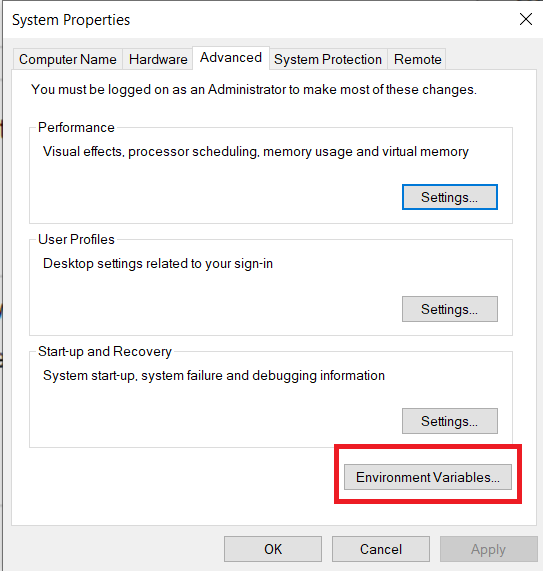 System Properties
Computer Name Hardware Advanced System Protection Remote
You must be logged on as an Administrator to make most of these changes.
Performance
Visual effects, processor scheduling, memory usage and virtual memory
Settings...
User Profiles
Desktop settings related to your sign-in
Settings...
Start-up and Recovery
System start-up, system failure and debugging information
Settings...
Environment Variables...
OK Cancel Apply